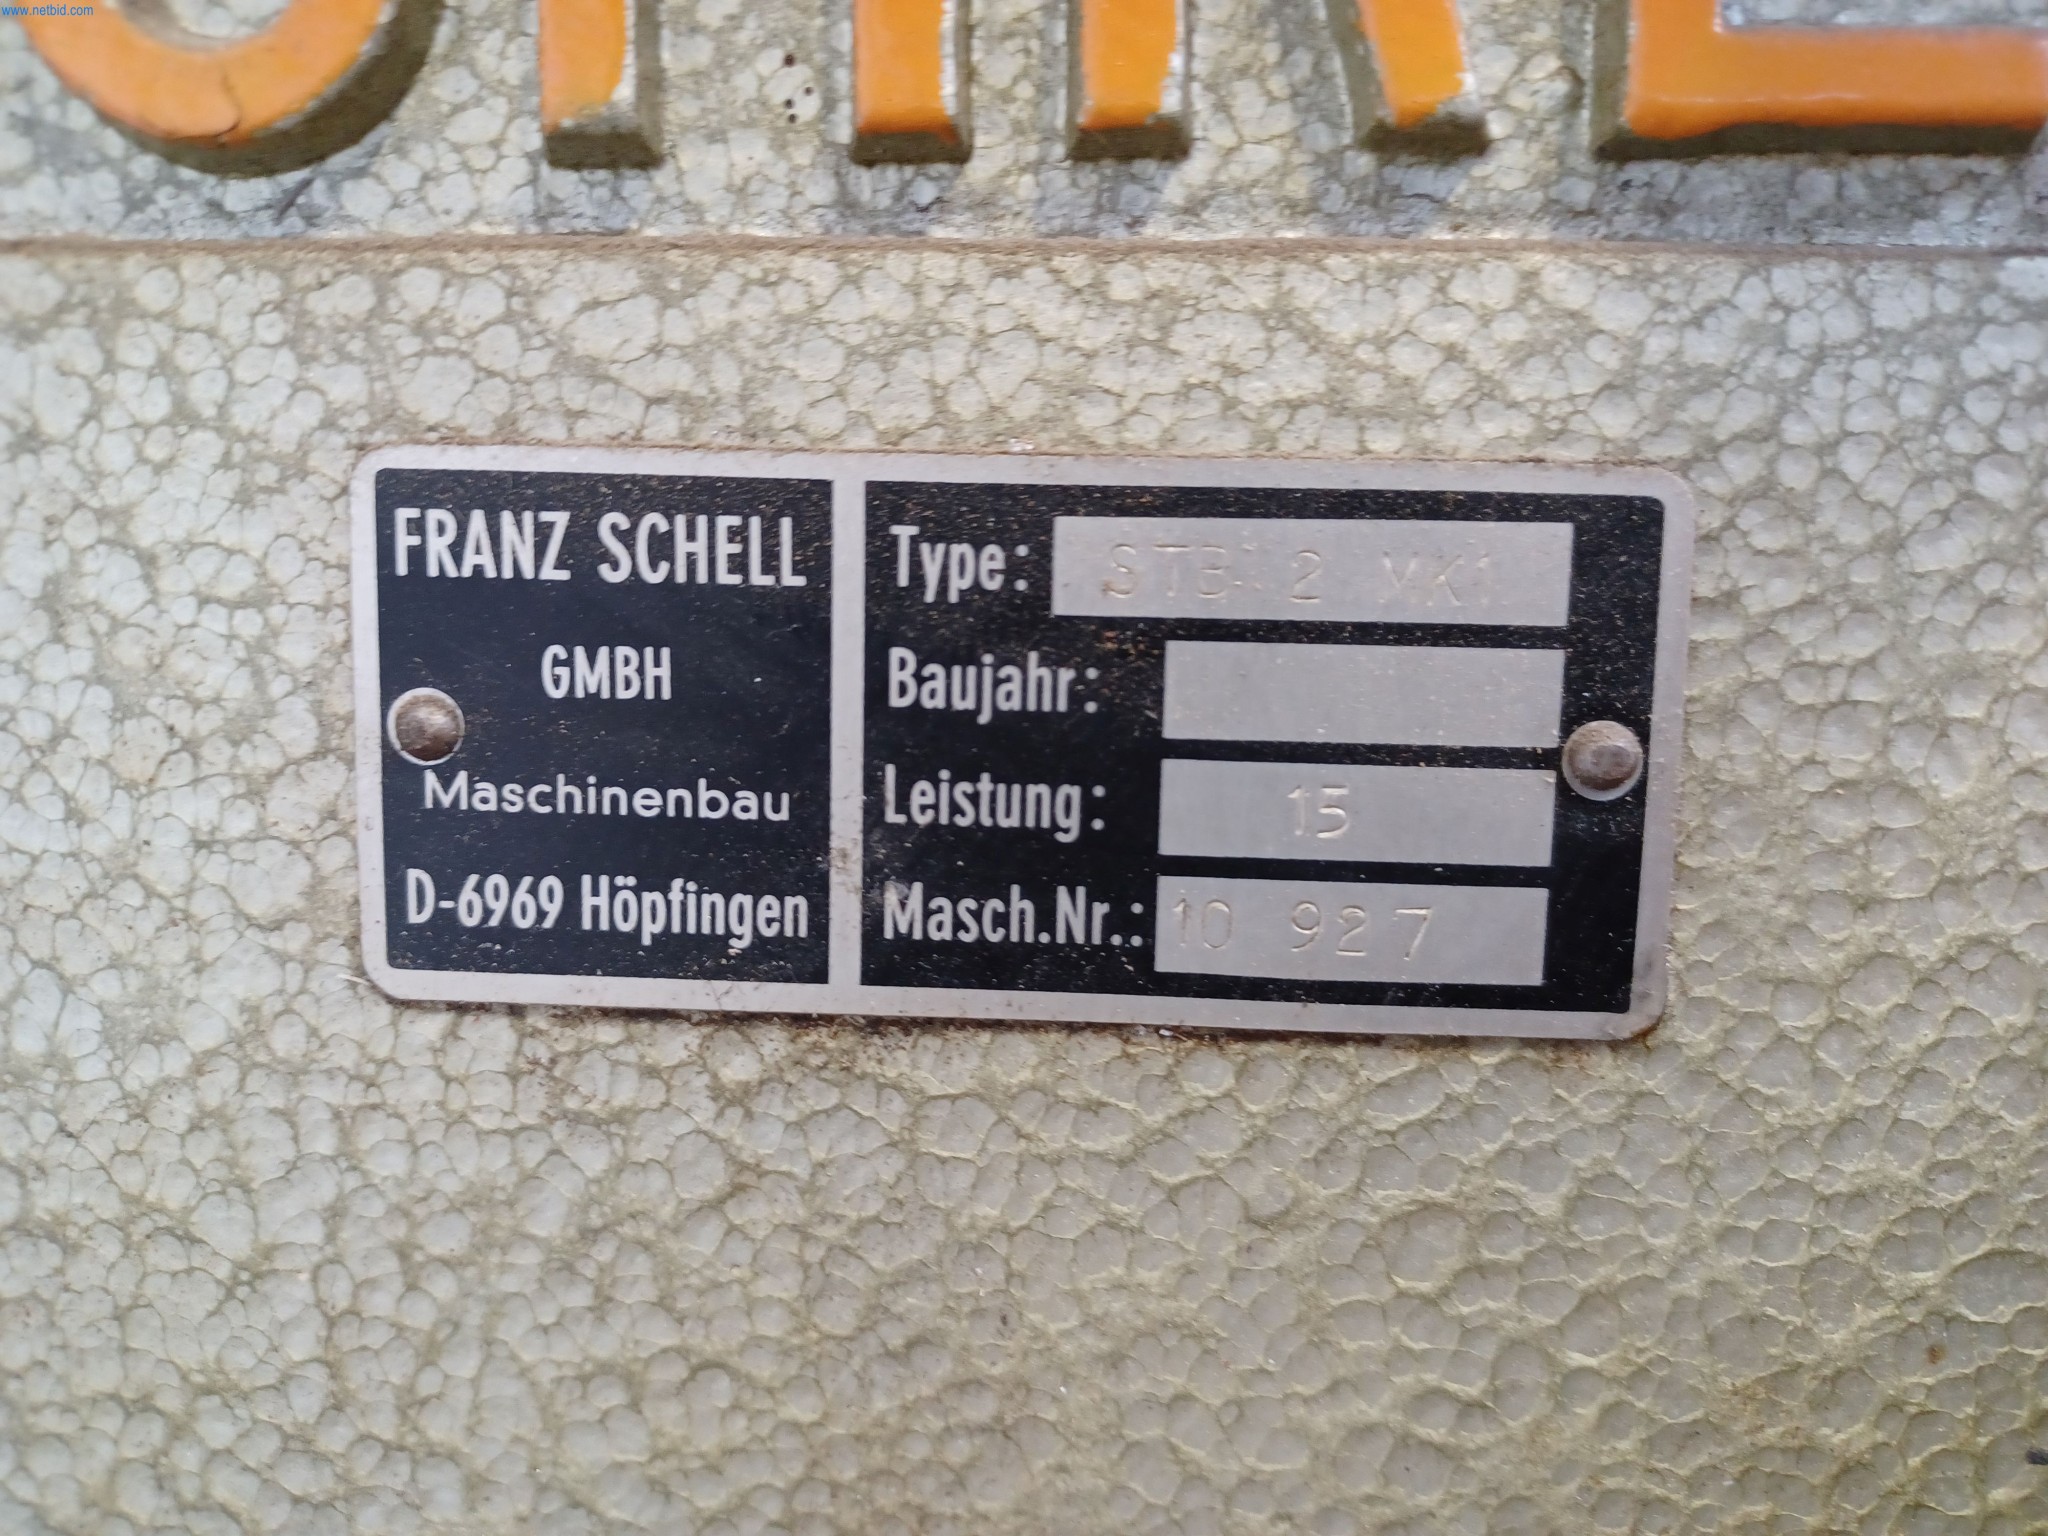 www.netbid.com
FRANZ SCHELL
GMBH
Maschinenbau
D-6969 Höpfingen
Type: STB 2 MK1
Baujahr:
Leistung: 15
Masch.Nr.: 10 927